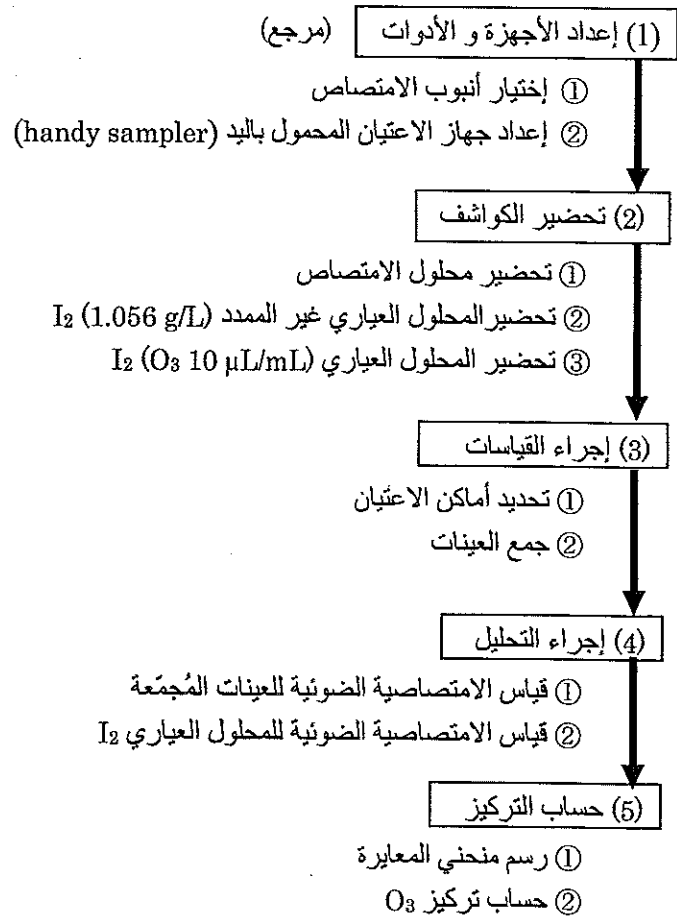 (1) إعداد الأجهزة و الأدوات (مرجع)
① إختيار أنبوب الامتصاص
② إعداد جهاز الاعتيان المحمول باليد (handy sampler)
(2) تحضير الكواشف
① تحضير محلول الامتصاص
② تحضيرالمحلول العياري غير الممدد I₂ (1.056 g/L)
③ تحضير المحلول العياري I₂ (O₃ 10 µL/mL)
(3) إجراء القياسات
① تحديد أماكن الاعتيان
② جمع العينات
(4) إجراء التحليل
① قياس الامتصاصية الضوئية للعينات المُجمّعة
② قياس الامتصاصية الضوئية للمحلول العياري I₂
(5) حساب التركيز
① رسم منحني المعايرة
② حساب تركيز O₃